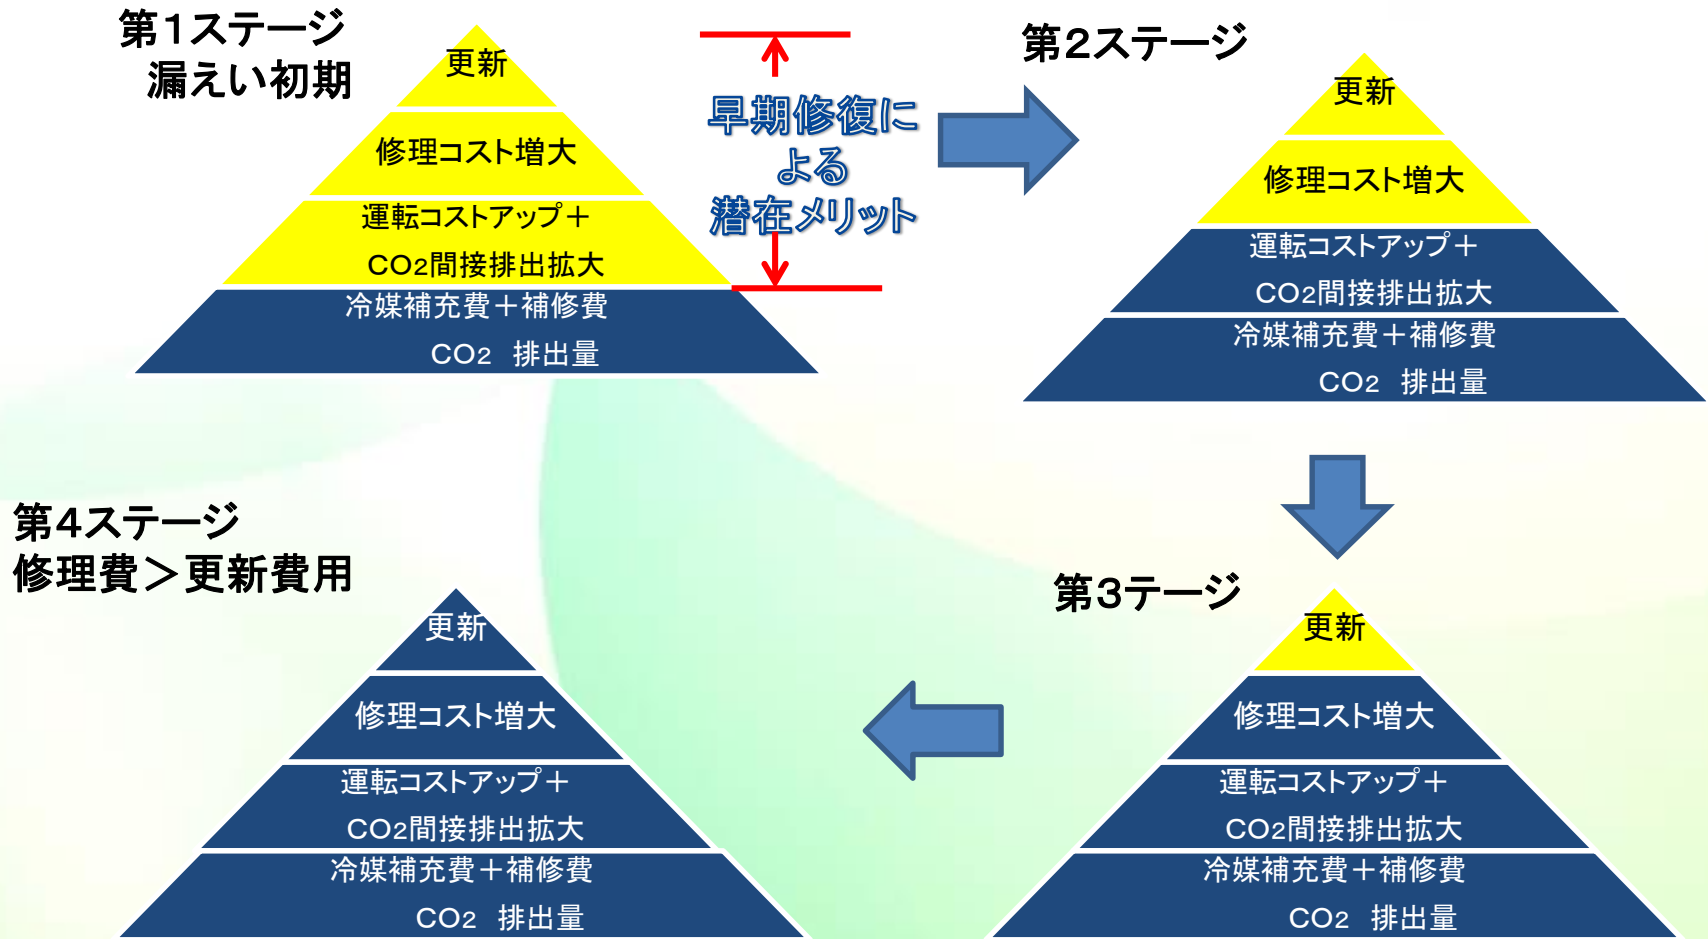 第１ステージ
漏えい初期
更新
修理コスト増大
運転コストアップ＋
CO2間接排出拡大
冷媒補充費＋補修費
CO2　排出量
早期修復に
よる
潜在メリット
第２ステージ
更新
修理コスト増大
運転コストアップ＋
CO2間接排出拡大
冷媒補充費＋補修費
CO2　排出量
第３テージ
更新
修理コスト増大
運転コストアップ＋
CO2間接排出拡大
冷媒補充費＋補修費
CO2　排出量
第４ステージ
修理費＞更新費用
更新
修理コスト増大
運転コストアップ＋
CO2間接排出拡大
冷媒補充費＋補修費
CO2　排出量